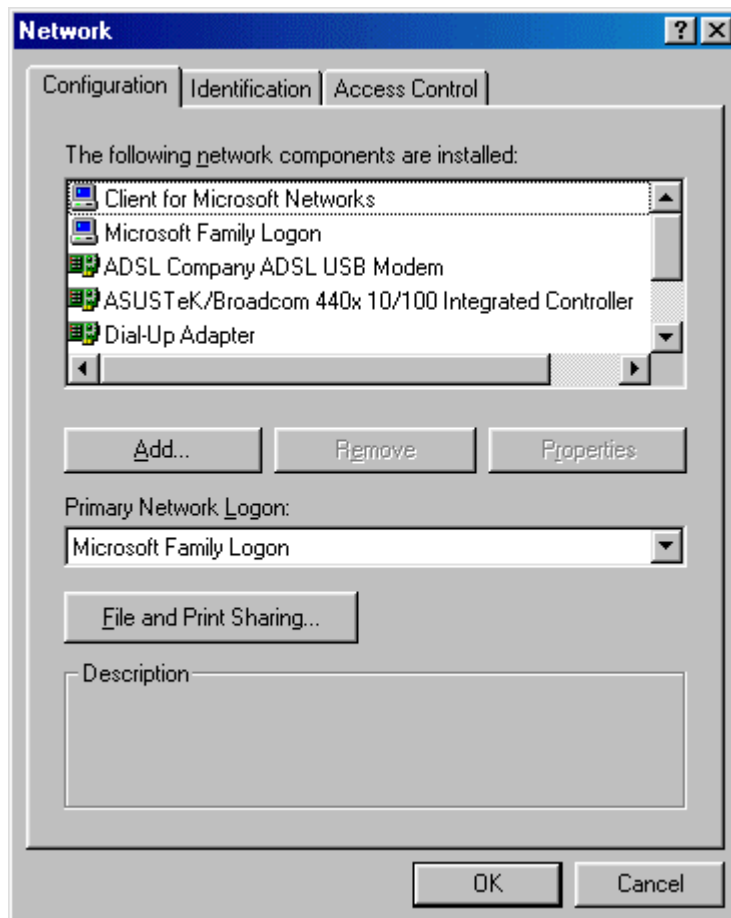 Network
Configuration Identification Access Control
The following network components are installed:
Client for Microsoft Networks
Microsoft Family Logon
ADSL Company ADSL USB Modem
ASUSTeK/Broadcom 440x 10/100 Integrated Controller
Dial-Up Adapter
Add... Remove Properties
Primary Network Logon:
Microsoft Family Logon
File and Print Sharing...
Description
OK Cancel